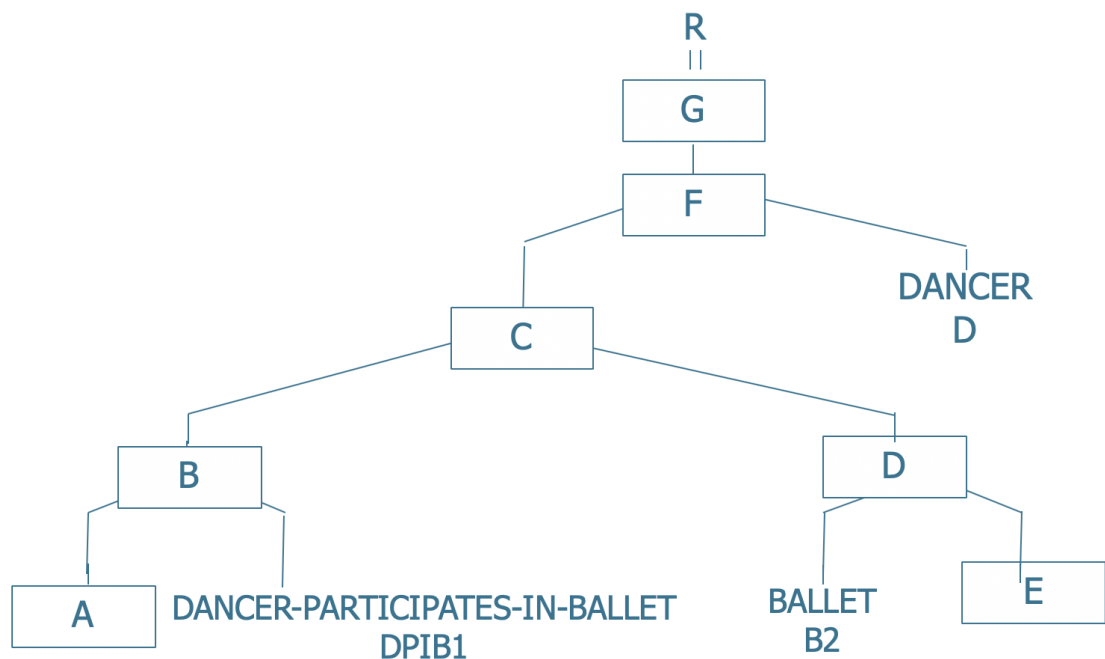 R
G
F
DANCER
D
C
B
D
A
DANCER-PARTICIPATES-IN-BALLET
DPIB1
BALLET
B2
E